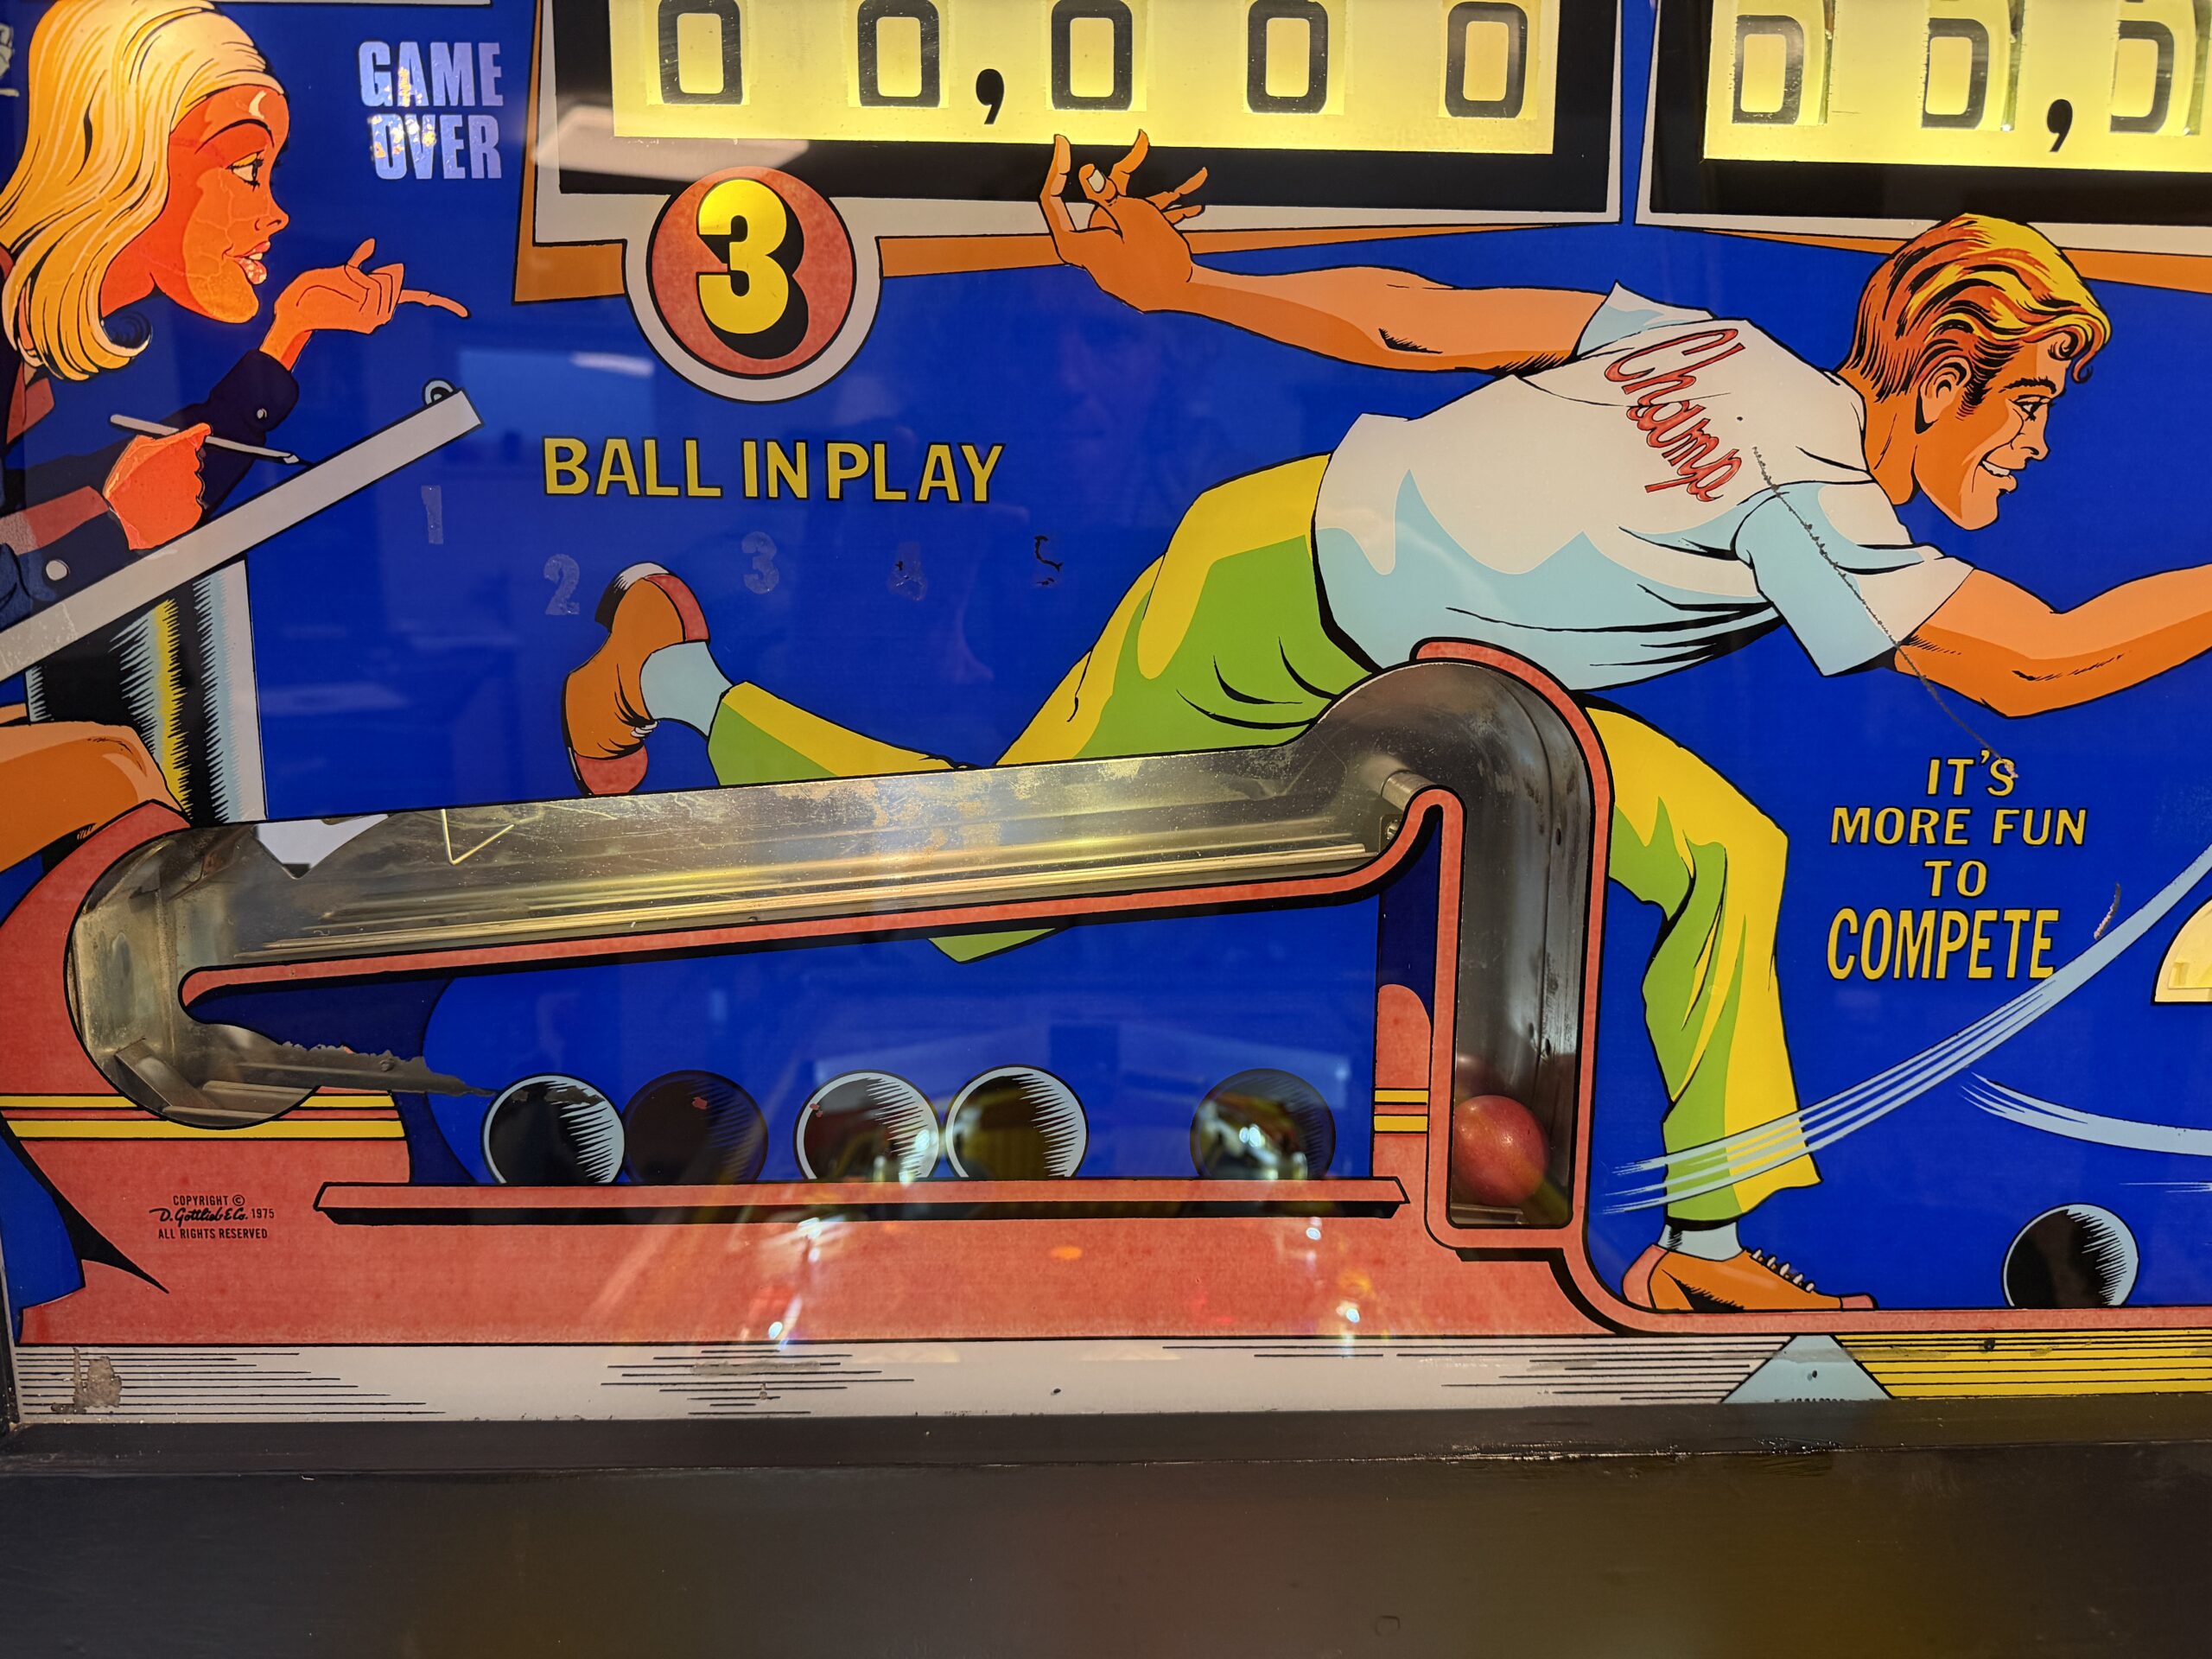 GAME
OVER
00,000
3
BALL IN PLAY
1
2
3
4
5
Champ
IT'S
MORE FUN
TO
COMPETE
COPYRIGHT ©
D. Gottlieb & Co. 1975
ALL RIGHTS RESERVED